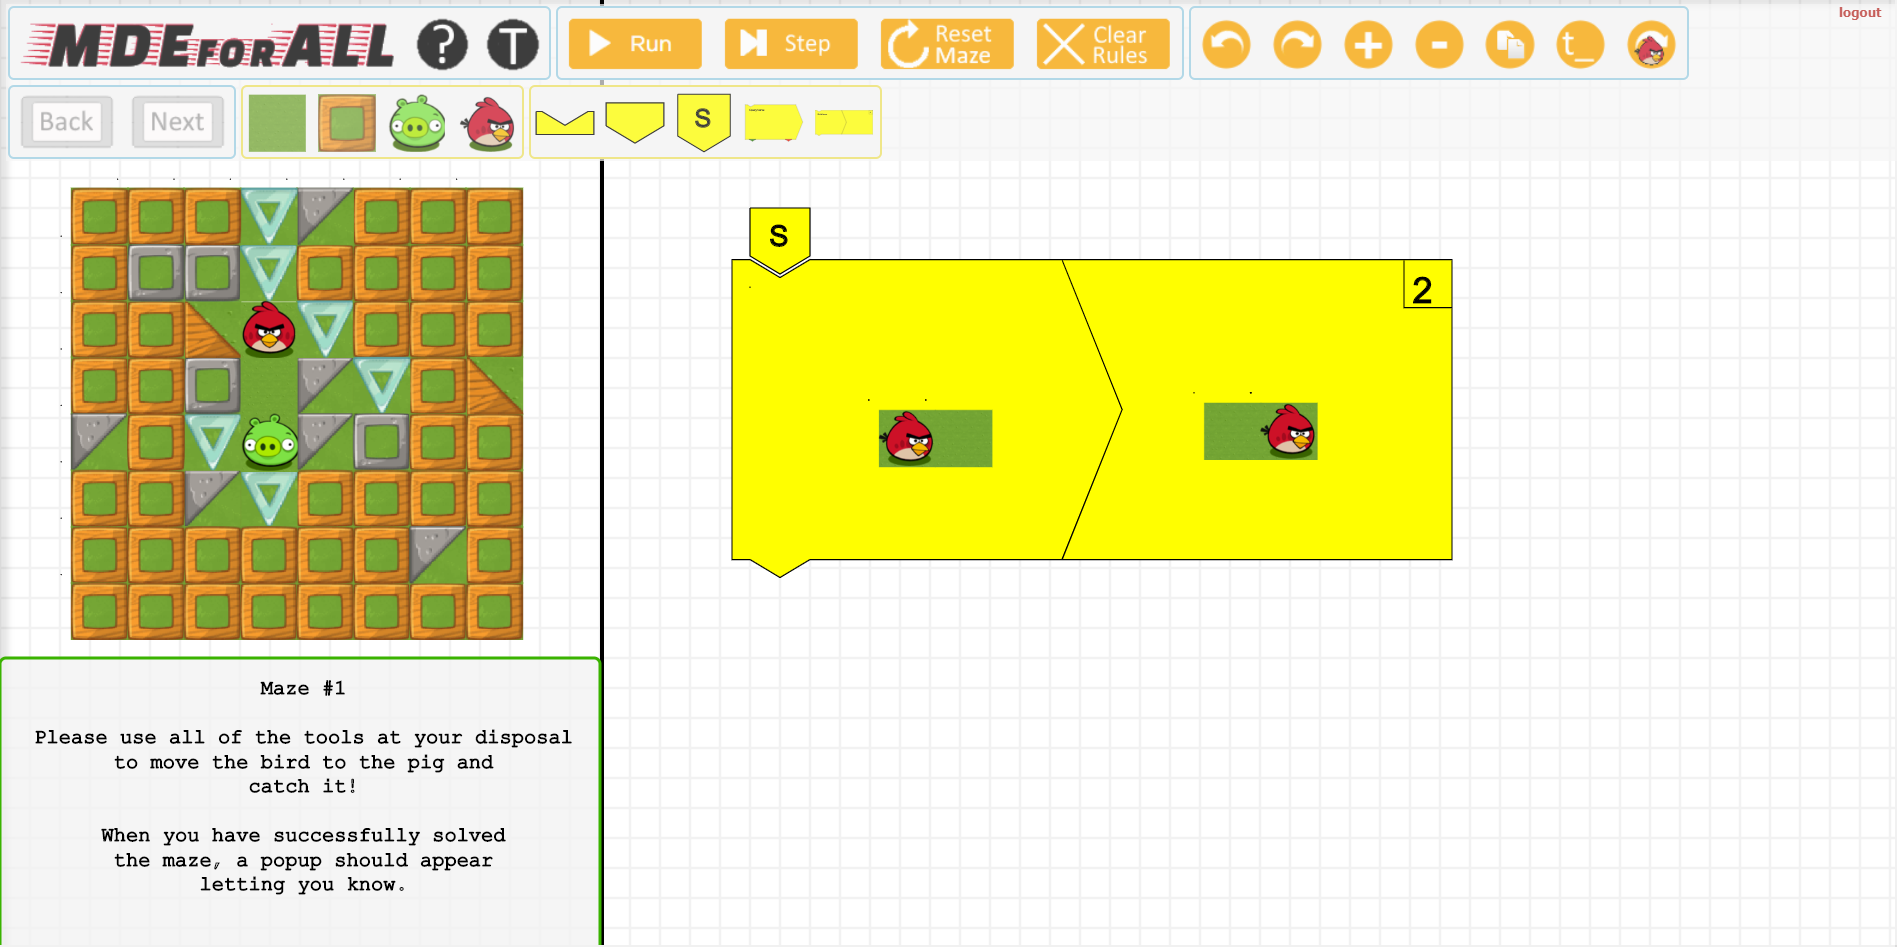 logout
MDEFORALL
?
T
Run
Step
Reset
Maze
Clear
Rules
+
-
t_
Back
Next
S
S
2
Maze #1
Please use all of the tools at your disposal
to move the bird to the pig and
catch it!
When you have successfully solved
the maze, a popup should appear
letting you know.